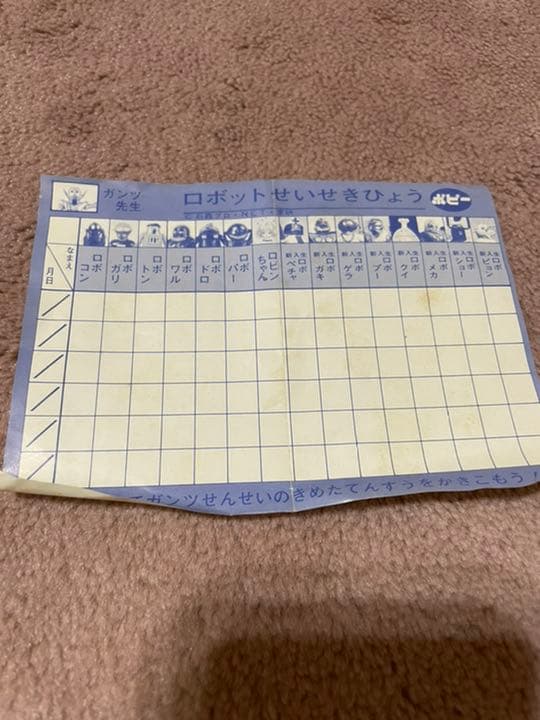 ガンツ
先生
ロボットせいせきひょう
ポピー
なまえ
月日
ロボコン
ロボガリ
ロボトン
ロボワル
ロボドロ
ロボパー
ロビンちゃん
新入生ロボペチャ
新入生ロボガキ
新入生ロボゲラ
新入生ロボプー
新入生ロボクイ
新入生ロボメカ
新入生ロボショー
新入生ロボピョン
てガンツせんせいのきめたてんすうをかきこもう!